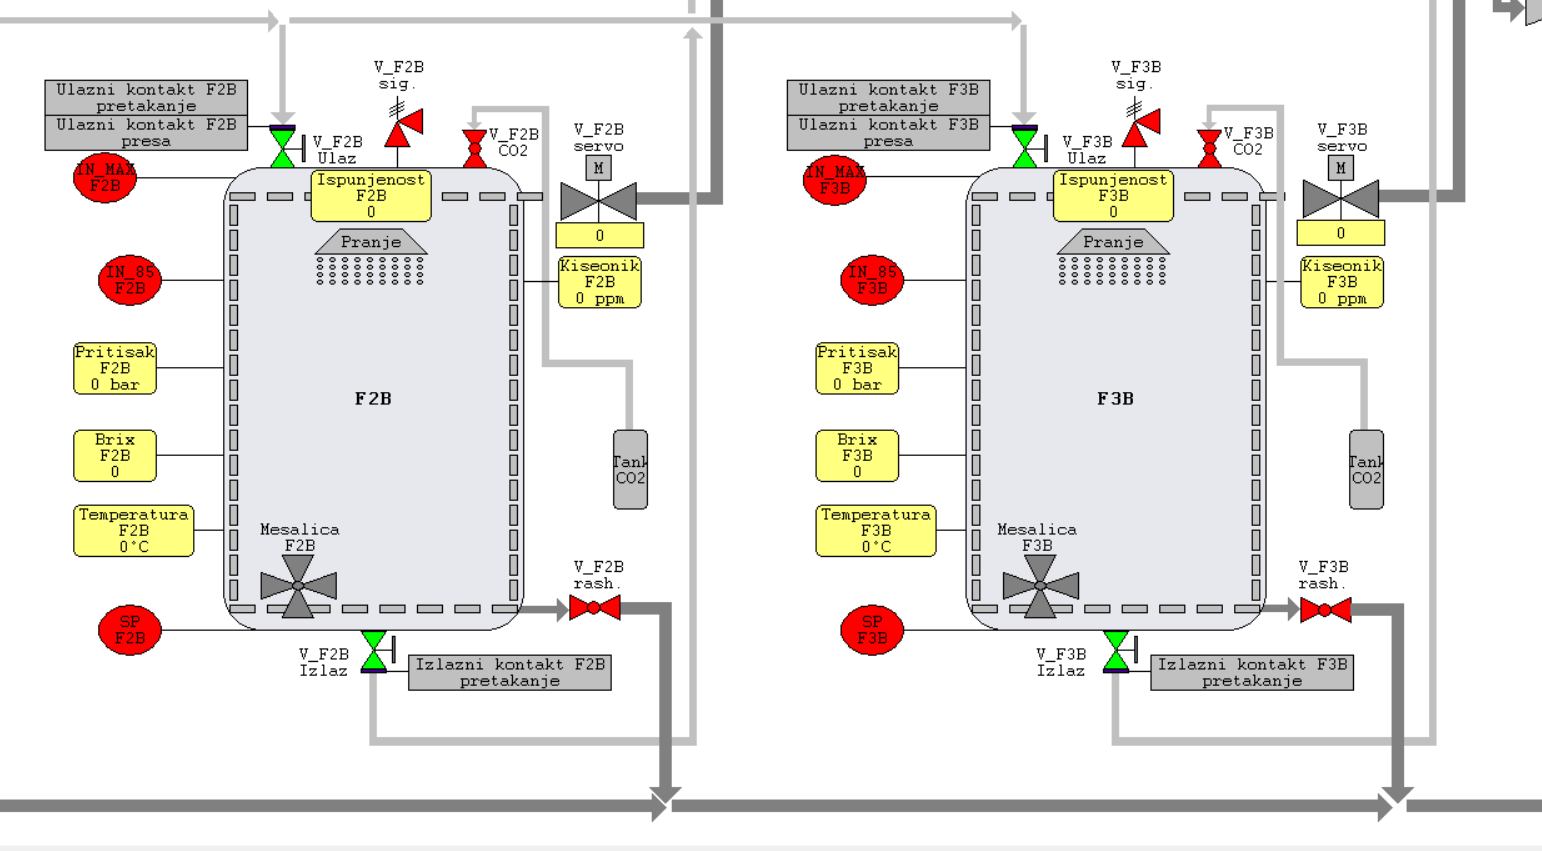 V_F2B
sig.
Ulazni kontakt F2B
pretakanje
Ulazni kontakt F2B
presa
V_F2B
Ulaz
V_F2B
CO2
V_F2B
servo
M
IN_MAX
F2B
Ispunjenost
F2B
0
0
Pranje
IN_85
F2B
Kiseonik
F2B
0 ppm
Pritisak
F2B
0 bar
F2B
Brix
F2B
0
Tank
CO2
Temperatura
F2B
0°C
Mesalica
F2B
V_F2B
rash.
SP
F2B
V_F2B
Izlaz
Izlazni kontakt F2B
pretakanje
V_F3B
sig.
Ulazni kontakt F3B
pretakanje
Ulazni kontakt F3B
presa
V_F3B
Ulaz
V_F3B
CO2
V_F3B
servo
M
IN_MAX
F3B
Ispunjenost
F3B
0
0
Pranje
IN_85
F3B
Kiseonik
F3B
0 ppm
Pritisak
F3B
0 bar
F3B
Brix
F3B
0
Tank
CO2
Temperatura
F3B
0°C
Mesalica
F3B
V_F3B
rash.
SP
F3B
V_F3B
Izlaz
Izlazni kontakt F3B
pretakanje